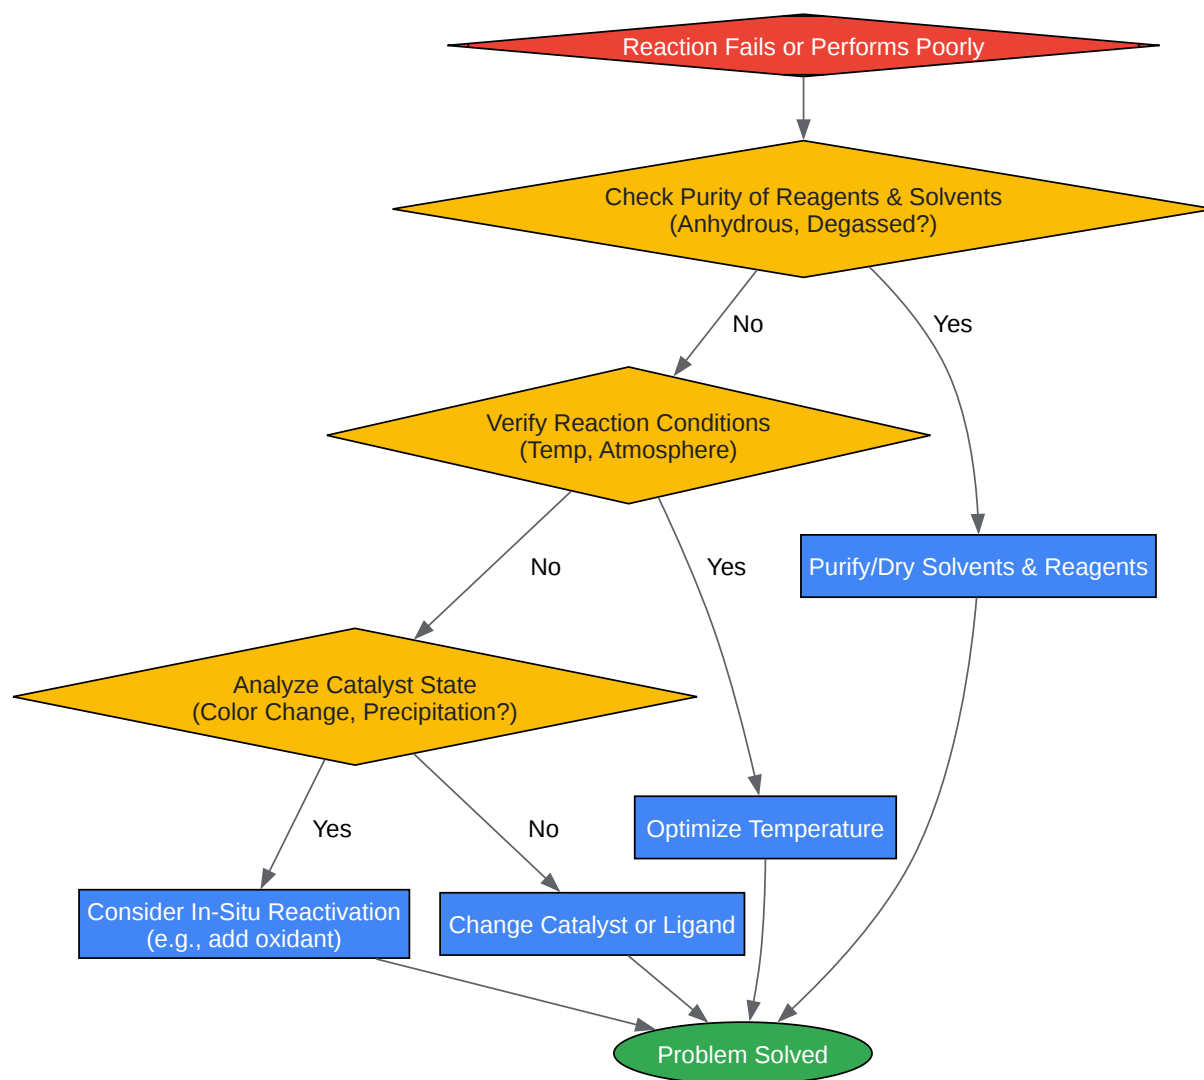 Reaction Fails or Performs Poorly
Check Purity of Reagents & Solvents
(Anhydrous, Degassed?)
No
Yes
Verify Reaction Conditions
(Temp, Atmosphere)
No
Yes
Purify/Dry Solvents & Reagents
Analyze Catalyst State
(Color Change, Precipitation?)
Yes
No
Optimize Temperature
Consider In-Situ Reactivation
(e.g., add oxidant)
Change Catalyst or Ligand
Problem Solved